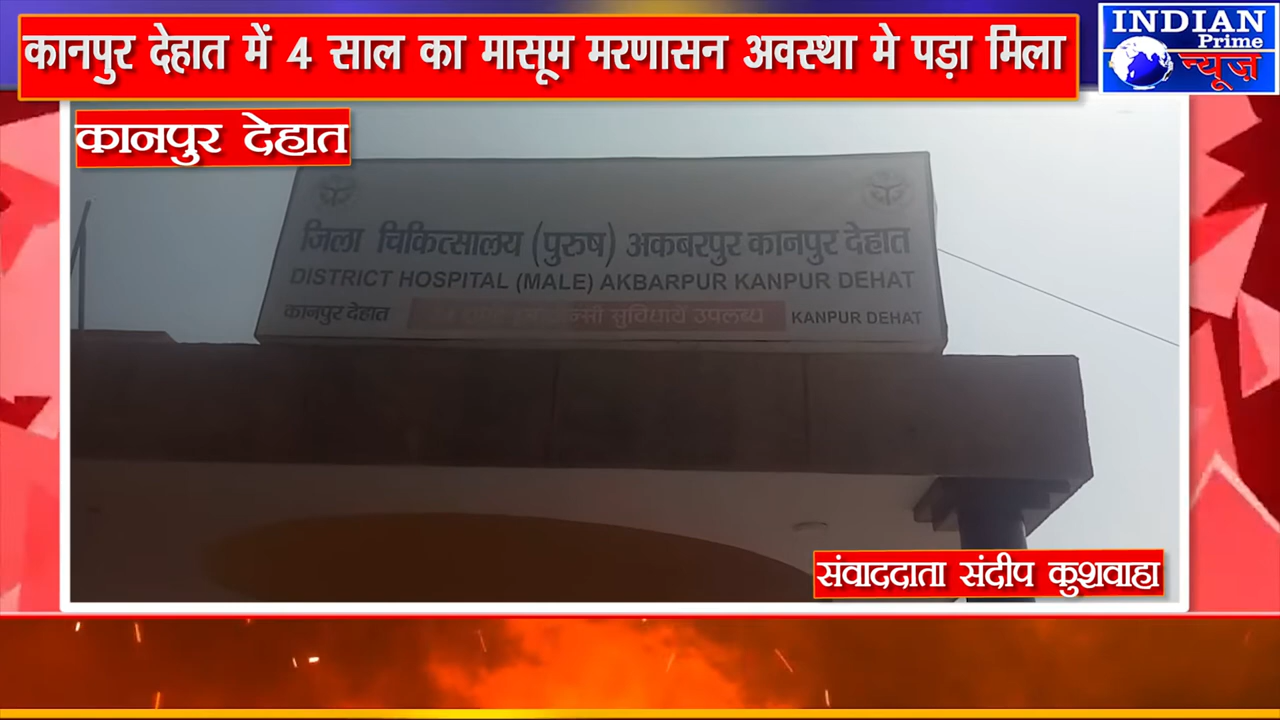 कानपुर देहात में 4 साल का मासूम मरणासन अवस्था मे पड़ा मिला
INDIAN
Prime
न्यूज़
कानपुर देहात
जिला चिकित्सालय (पुरुष) अकबरपुर कानपुर देहात
DISTRICT HOSPITAL (MALE) AKBARPUR KANPUR DEHAT
कानपुर देहात सुविधायें उपलब्ध KANPUR DEHAT
संवाददाता संदीप कुशवाहा